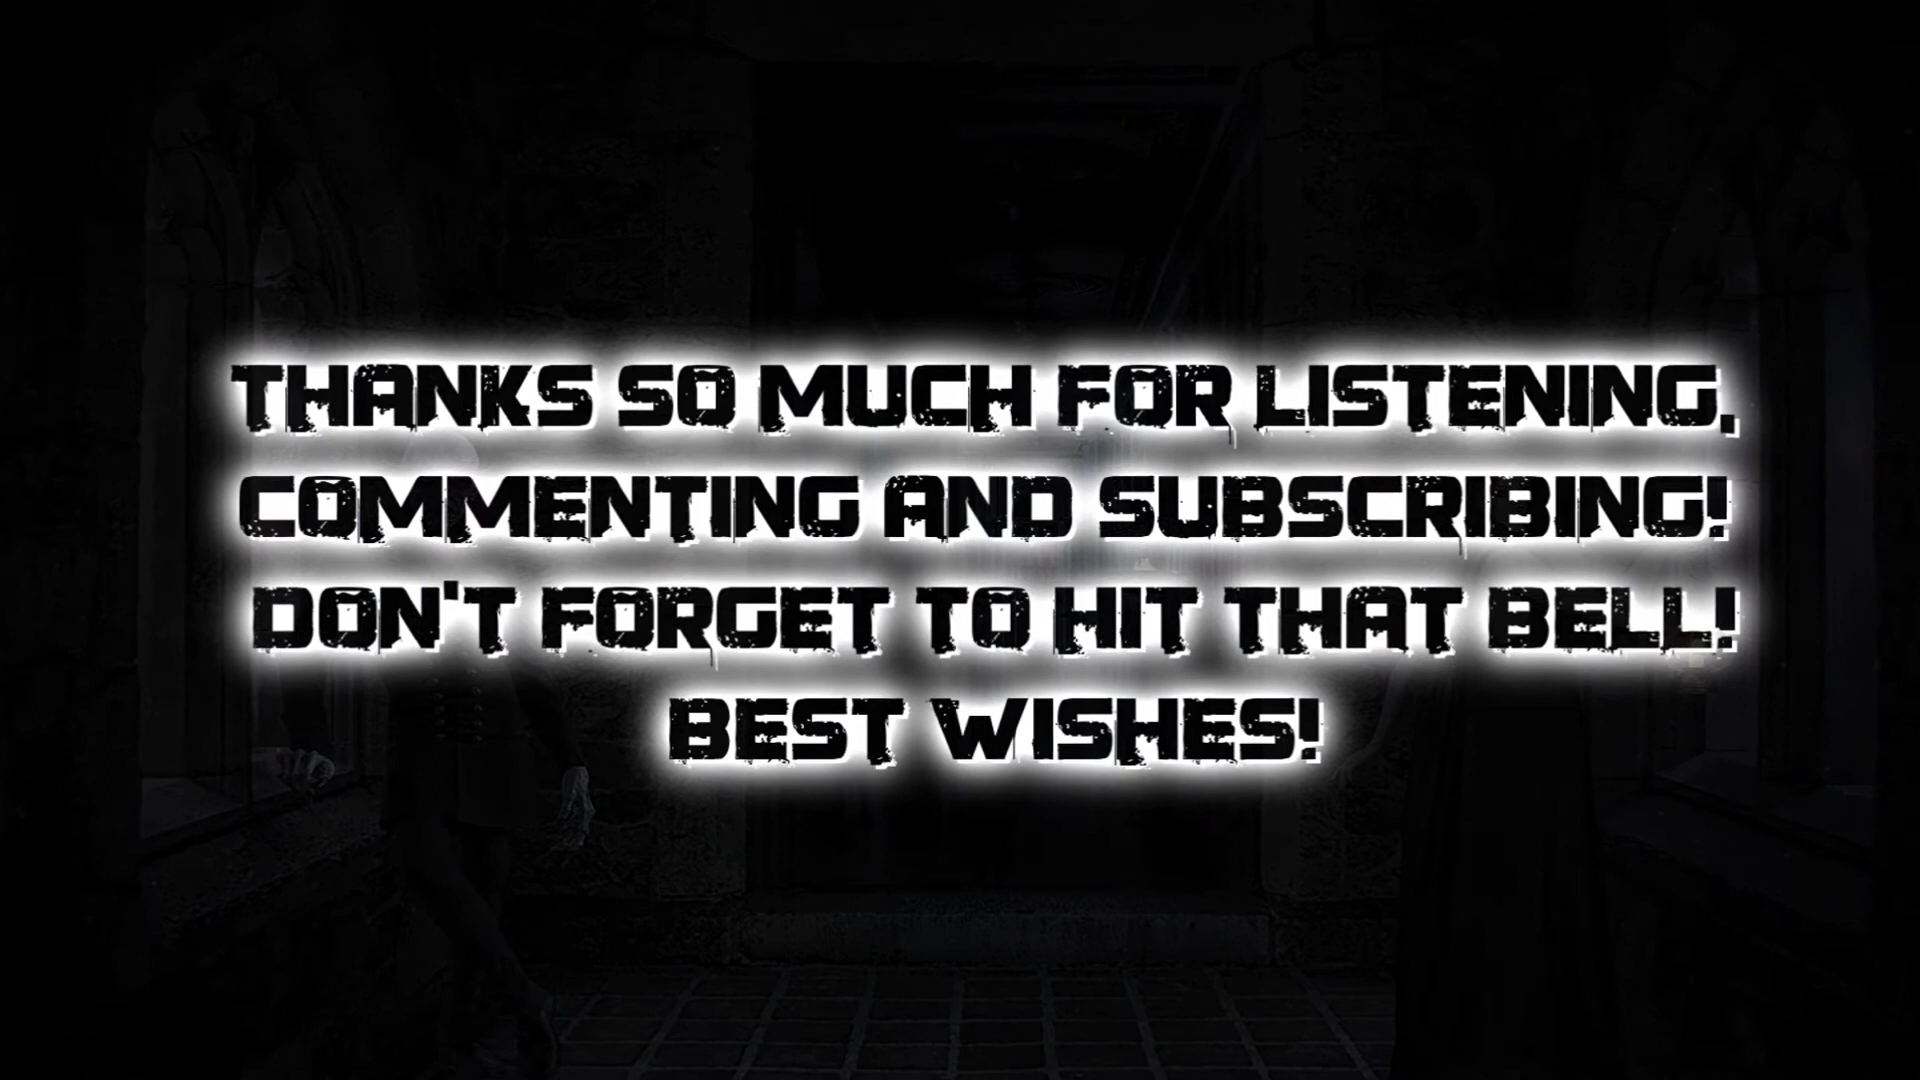 THANKS SO MUCH FOR LISTENING,
COMMENTING AND SUBSCRIBING!
DON'T FORGET TO HIT THAT BELL!
BEST WISHES!